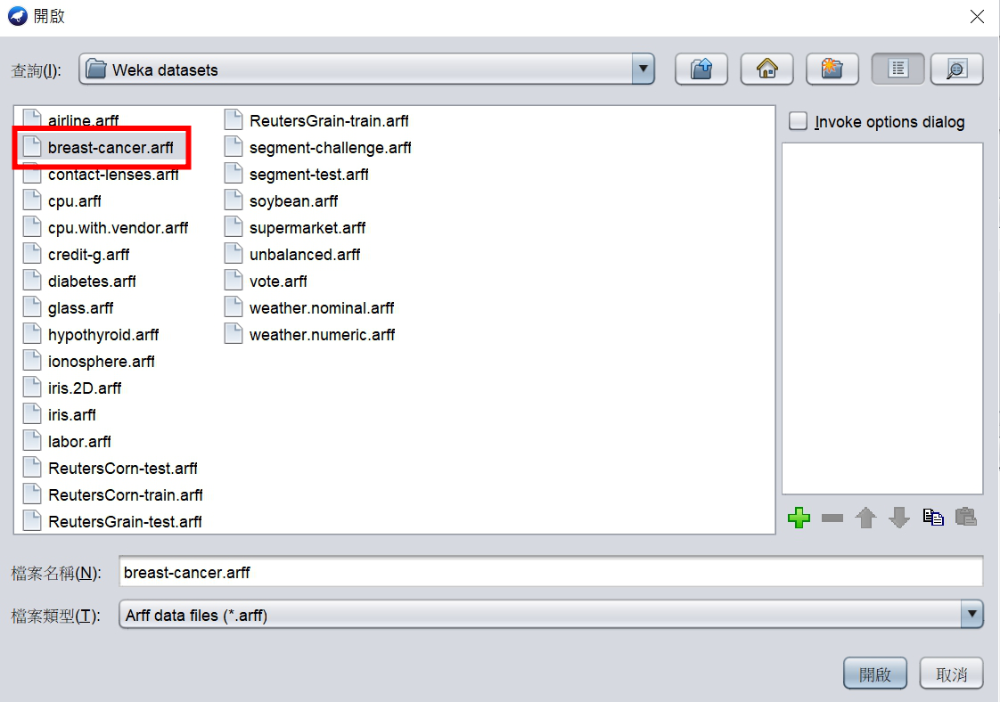 開啟
查詢(I):
Weka datasets
airline.arff
breast-cancer.arff
contact-lenses.arff
cpu.arff
cpu.with.vendor.arff
credit-g.arff
diabetes.arff
glass.arff
hypothyroid.arff
ionosphere.arff
iris.2D.arff
iris.arff
labor.arff
ReutersCorn-test.arff
ReutersCorn-train.arff
ReutersGrain-test.arff
ReutersGrain-train.arff
segment-challenge.arff
segment-test.arff
soybean.arff
supermarket.arff
unbalanced.arff
vote.arff
weather.nominal.arff
weather.numeric.arff
Invoke options dialog
檔案名稱(N):
breast-cancer.arff
檔案類型(T):
Arff data files (*.arff)
開啟
取消